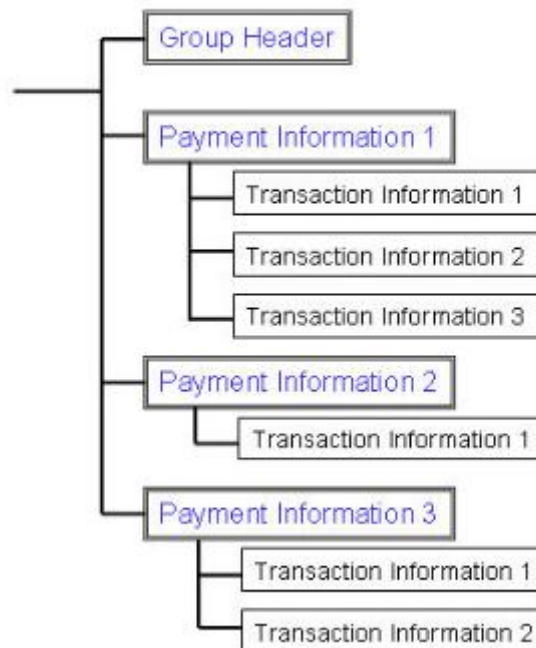 Group Header
Payment Information 1
Transaction Information 1
Transaction Information 2
Transaction Information 3
Payment Information 2
Transaction Information 1
Payment Information 3
Transaction Information 1
Transaction Information 2